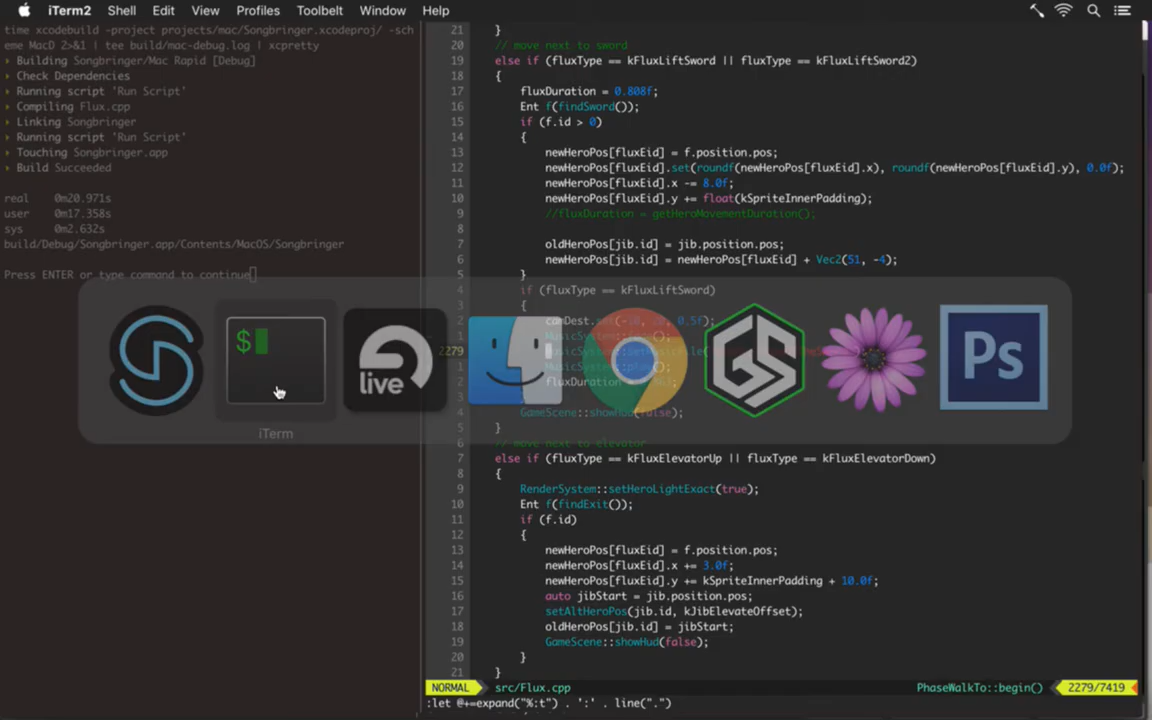 iTerm2 Shell Edit View Profiles Toolbelt Window Help
time xcodebuild -project projects/mac/Songbringer.xcodeproj/ -sch
eme MacD 2>&1 | tee build/mac-debug.log | xcpretty
Building Songbringer/Mac Rapid [Debug]
Check Dependencies
Running script 'Run Script'
Compiling Flux.cpp
Linking Songbringer
Running script 'Run Script'
Touching Songbringer.app
Build Succeeded
real 0m20.971s
user 0m17.358s
sys 0m2.632s
build/Debug/Songbringer.app/Contents/MacOS/Songbringer
Press ENTER or type command to continue
21 }
20 // move next to sword
19 else if (fluxType == kFluxLiftSword || fluxType == kFluxLiftSword2)
18 {
17 fluxDuration = 0.808f;
16 Ent f(findSword());
15 if (f.id > 0)
14 {
13 newHeroPos[fluxEid] = f.position.pos;
12 newHeroPos[fluxEid].set(roundf(newHeroPos[fluxEid].x), roundf(newHeroPos[fluxEid].y), 0.0f);
11 newHeroPos[fluxEid].x -= 8.0f;
10 newHeroPos[fluxEid].y += float(kSpriteInnerPadding);
9 //fluxDuration = getHeroMovementDuration();
8
7 oldHeroPos[jib.id] = jib.position.pos;
6 newHeroPos[jib.id] = newHeroPos[fluxEid] + Vec2(51, -4);
5 }
4 if (fluxType == kFluxLiftSword)
3 {
2279
fluxDuration
4 GameScene::showHud(false);
5 }
6 // move next to elevator
7 else if (fluxType == kFluxElevatorUp || fluxType == kFluxElevatorDown)
8 {
9 RenderSystem::setHeroLightExact(true);
10 Ent f(findExit());
11 if (f.id)
12 {
13 newHeroPos[fluxEid] = f.position.pos;
14 newHeroPos[fluxEid].x += 3.0f;
15 newHeroPos[fluxEid].y += kSpriteInnerPadding + 10.0f;
16 auto jibStart = jib.position.pos;
17 setAltHeroPos(jib.id, kJibElevateOffset);
18 oldHeroPos[jib.id] = jibStart;
19 GameScene::showHud(false);
20 }
21 }
$
live
GS
Ps
iTerm
NORMAL src/Flux.cpp PhaseWalkTo::begin() 2279/7419
:let @+=expand("%:t") . ':' . line(".")